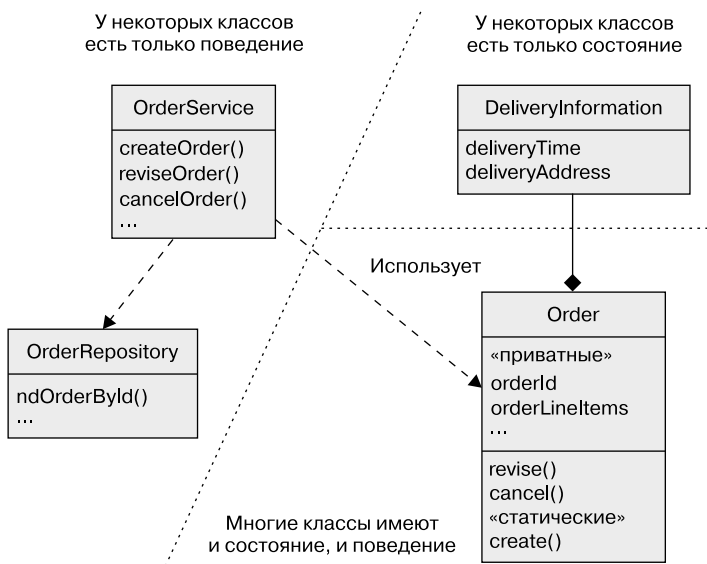 У некоторых классов
есть только поведение
У некоторых классов
есть только состояние
OrderService
createOrder()
reviseOrder()
cancelOrder()
...
DeliveryInformation
deliveryTime
deliveryAddress
Использует
OrderRepository
ndOrderById()
...
Order
«приватные»
orderId
orderLineItems
...
revise()
cancel()
«статические»
create()
Многие классы имеют
и состояние, и поведение